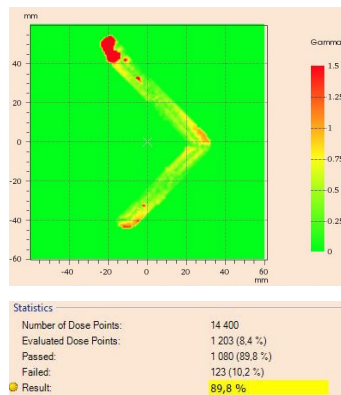 mm
Gamma
40
20
0
-20
-40
-60
-40 -20 0 20 40 60
mm
1.5
1.25
1
0.75
0.5
0.25
0
Statistics
Number of Dose Points: 14 400
Evaluated Dose Points: 1 203 (8,4 %)
Passed: 1 080 (89,8 %)
Failed: 123 (10,2 %)
Result: 89,8 %